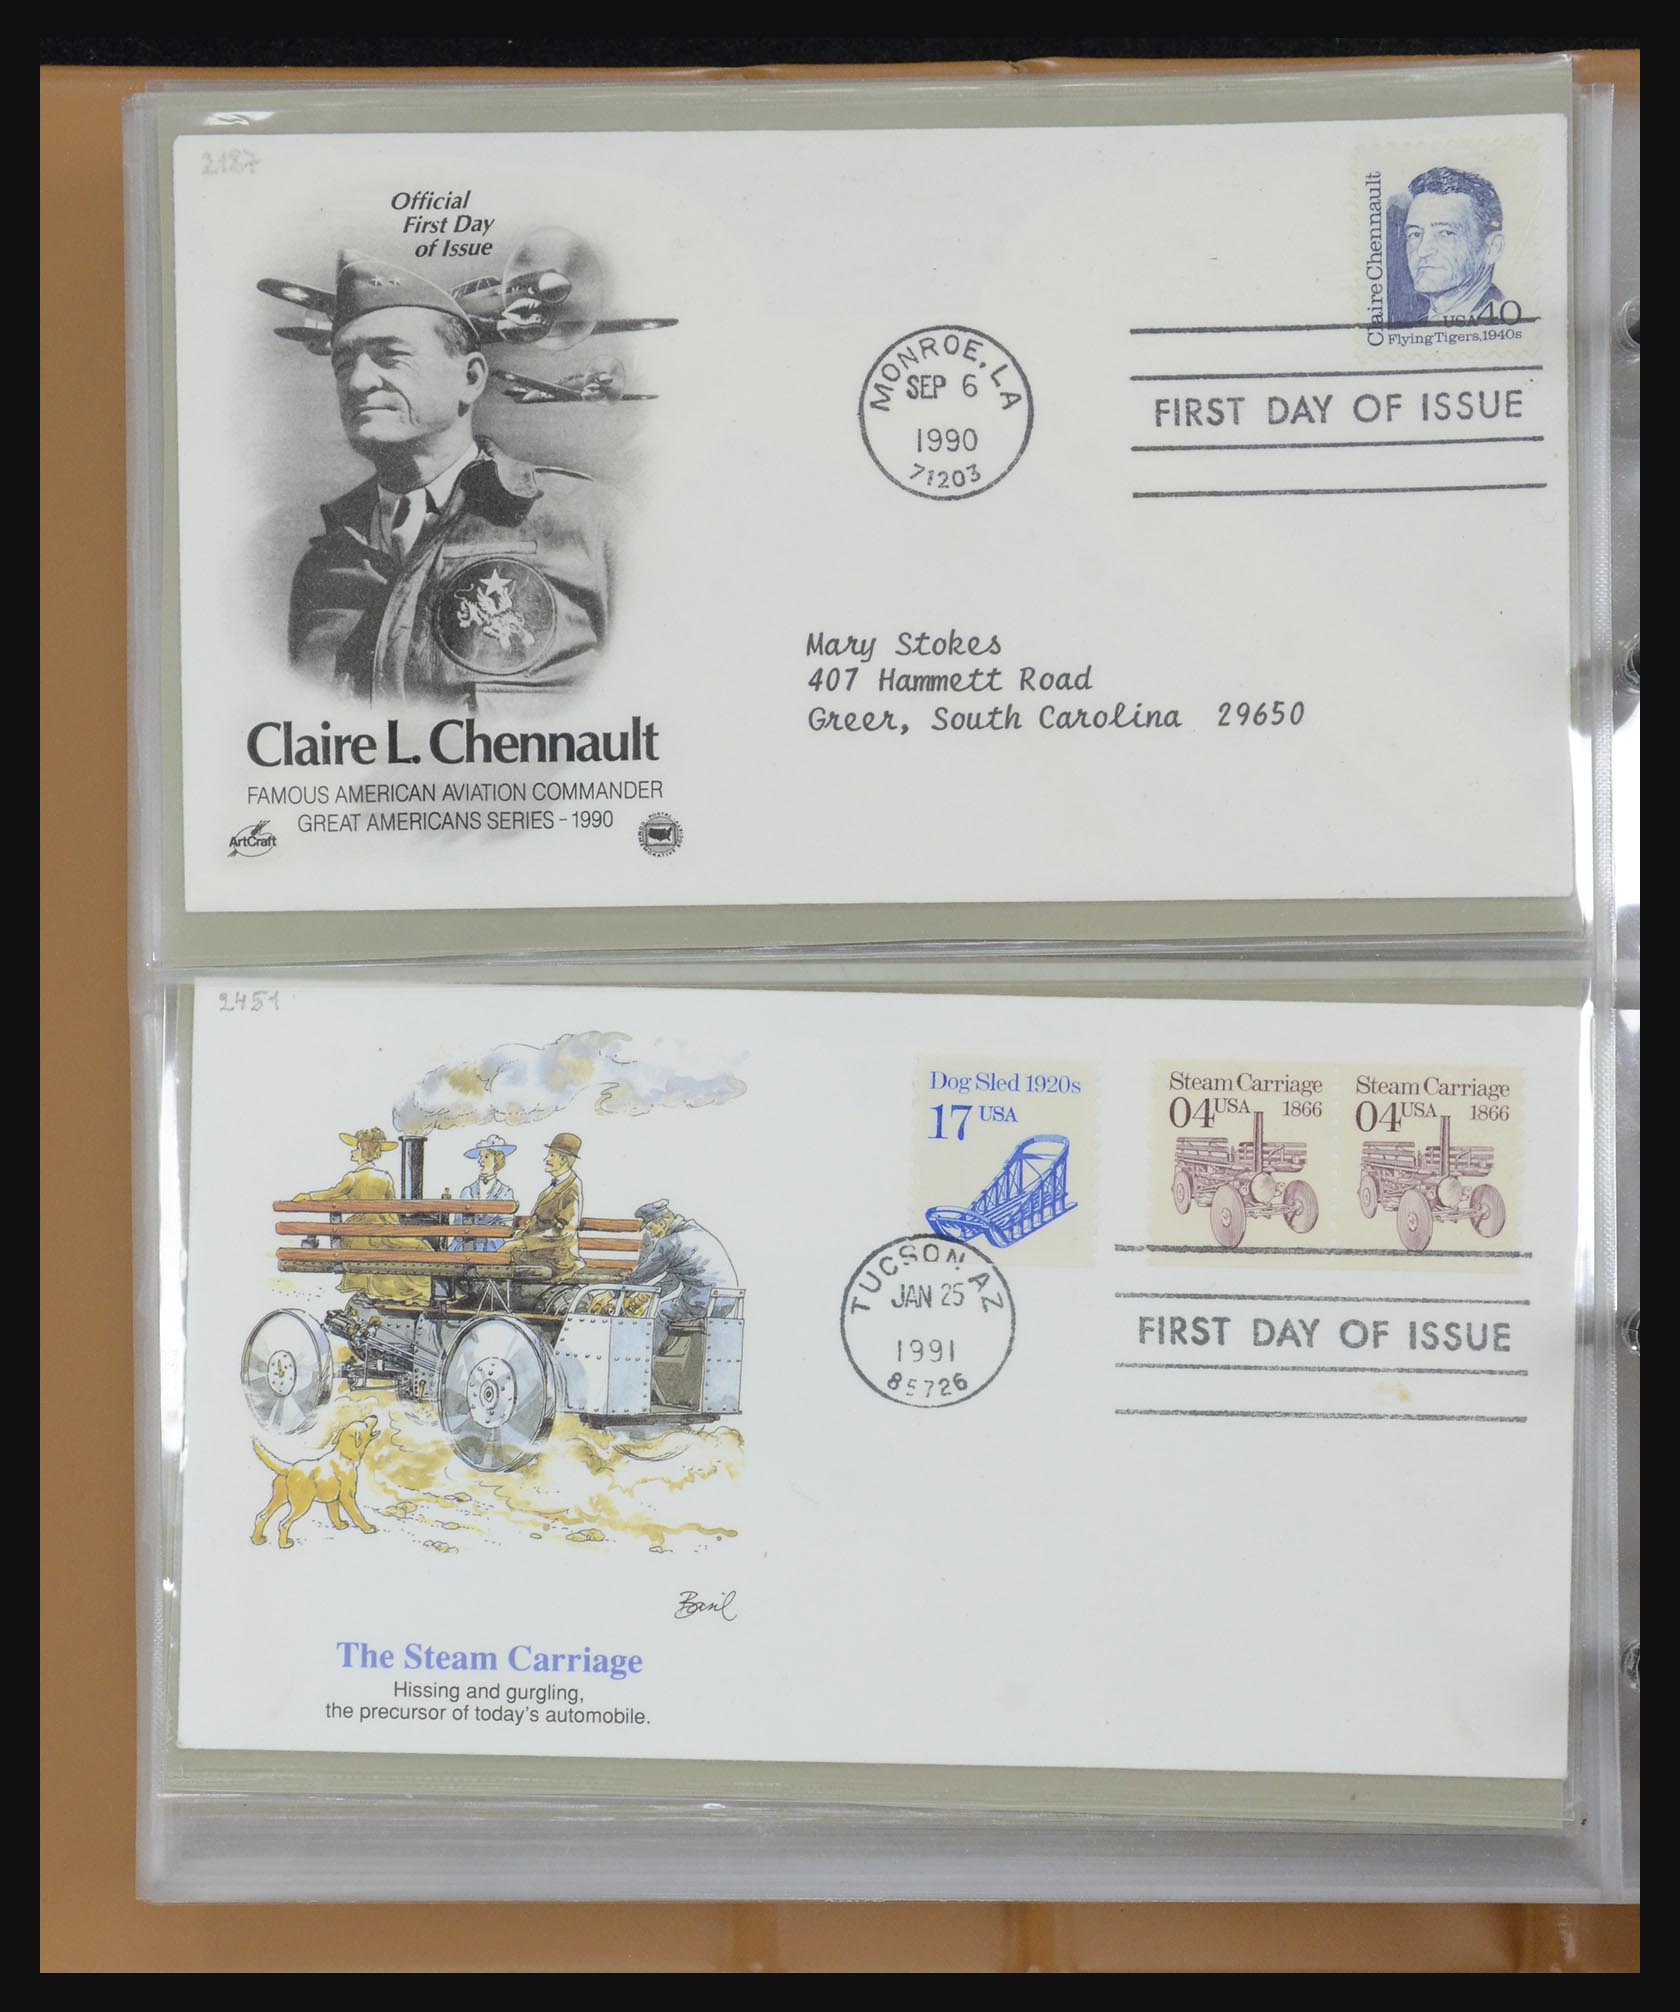 2187
Official
First Day
of Issue
Claire Chennault
USA 40
Flying Tigers, 1940s
MONROE, LA
SEP 6
1990
71203
FIRST DAY OF ISSUE
Mary Stokes
407 Hammett Road
Greer, South Carolina 29650
Claire L. Chennault
FAMOUS AMERICAN AVIATION COMMANDER
GREAT AMERICANS SERIES - 1990
ArtCraft
2451
Dog Sled 1920s
17 USA
Steam Carriage
04 USA 1866
Steam Carriage
04 USA 1866
TUCSON, AZ
JAN 25
1991
85726
FIRST DAY OF ISSUE
Basil
The Steam Carriage
Hissing and gurgling,
the precursor of today's automobile.